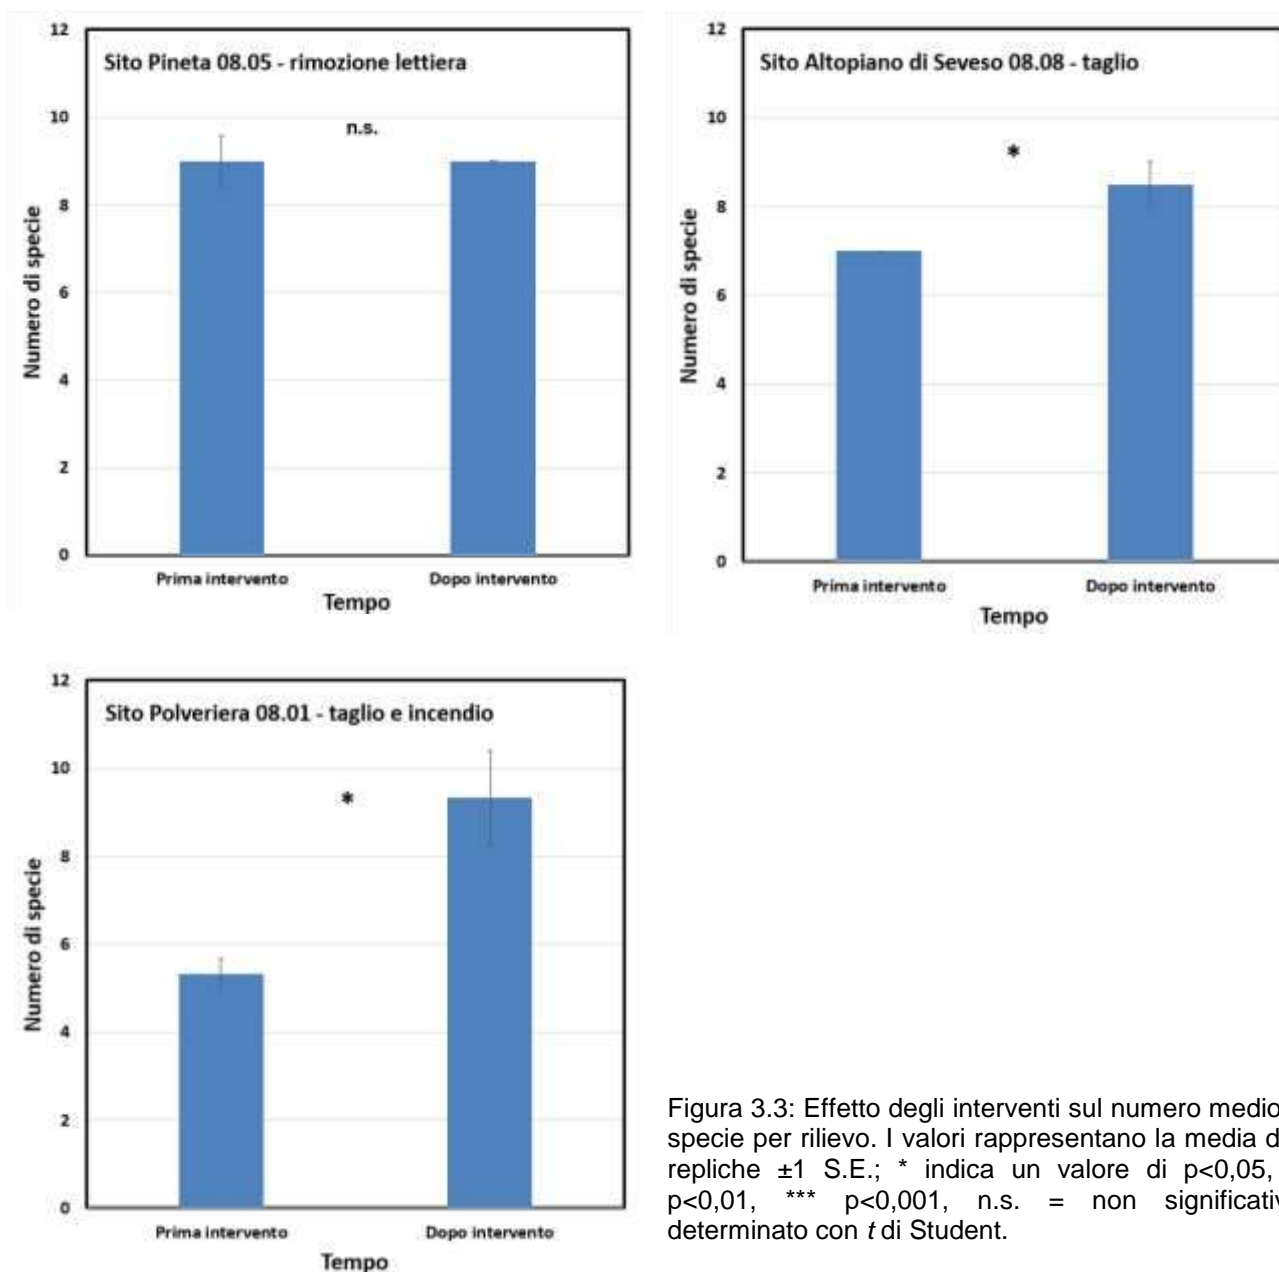 12
Sito Pineta 08.05 - rimozione lettiera
10
n.s.
8
6
4
2
0
Numero di specie
Prima intervento
Dopo intervento
Tempo
12
Sito Altopiano di Seveso 08.08 - taglio
10
*
8
6
4
2
0
Numero di specie
Prima intervento
Dopo intervento
Tempo
12
Sito Polveriera 08.01 - taglio e incendio
10
*
8
6
4
2
0
Numero di specie
Prima intervento
Dopo intervento
Tempo
Figura 3.3: Effetto degli interventi sul numero medio
specie per rilievo. I valori rappresentano la media d
repliche ±1 S.E.; * indica un valore di p<0,05,
p<0,01, *** p<0,001, n.s. = non significativ
determinato con t di Student.